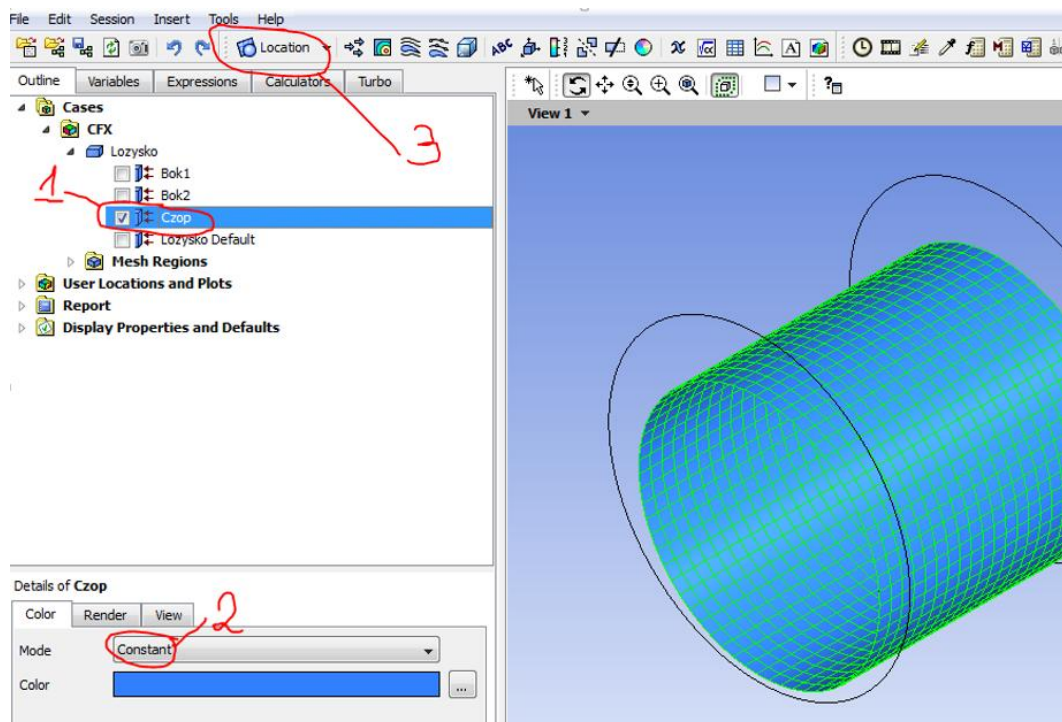 File Edit Session Insert Tools Help
Location
Outline Variables Expressions Calculators Turbo
View 1
Cases
CFX
Lozysko
Bok1
Bok2
Czop
Lozysko Default
Mesh Regions
User Locations and Plots
Report
Display Properties and Defaults
1
2
3
Details of Czop
Color Render View
Mode Constant
Color ...